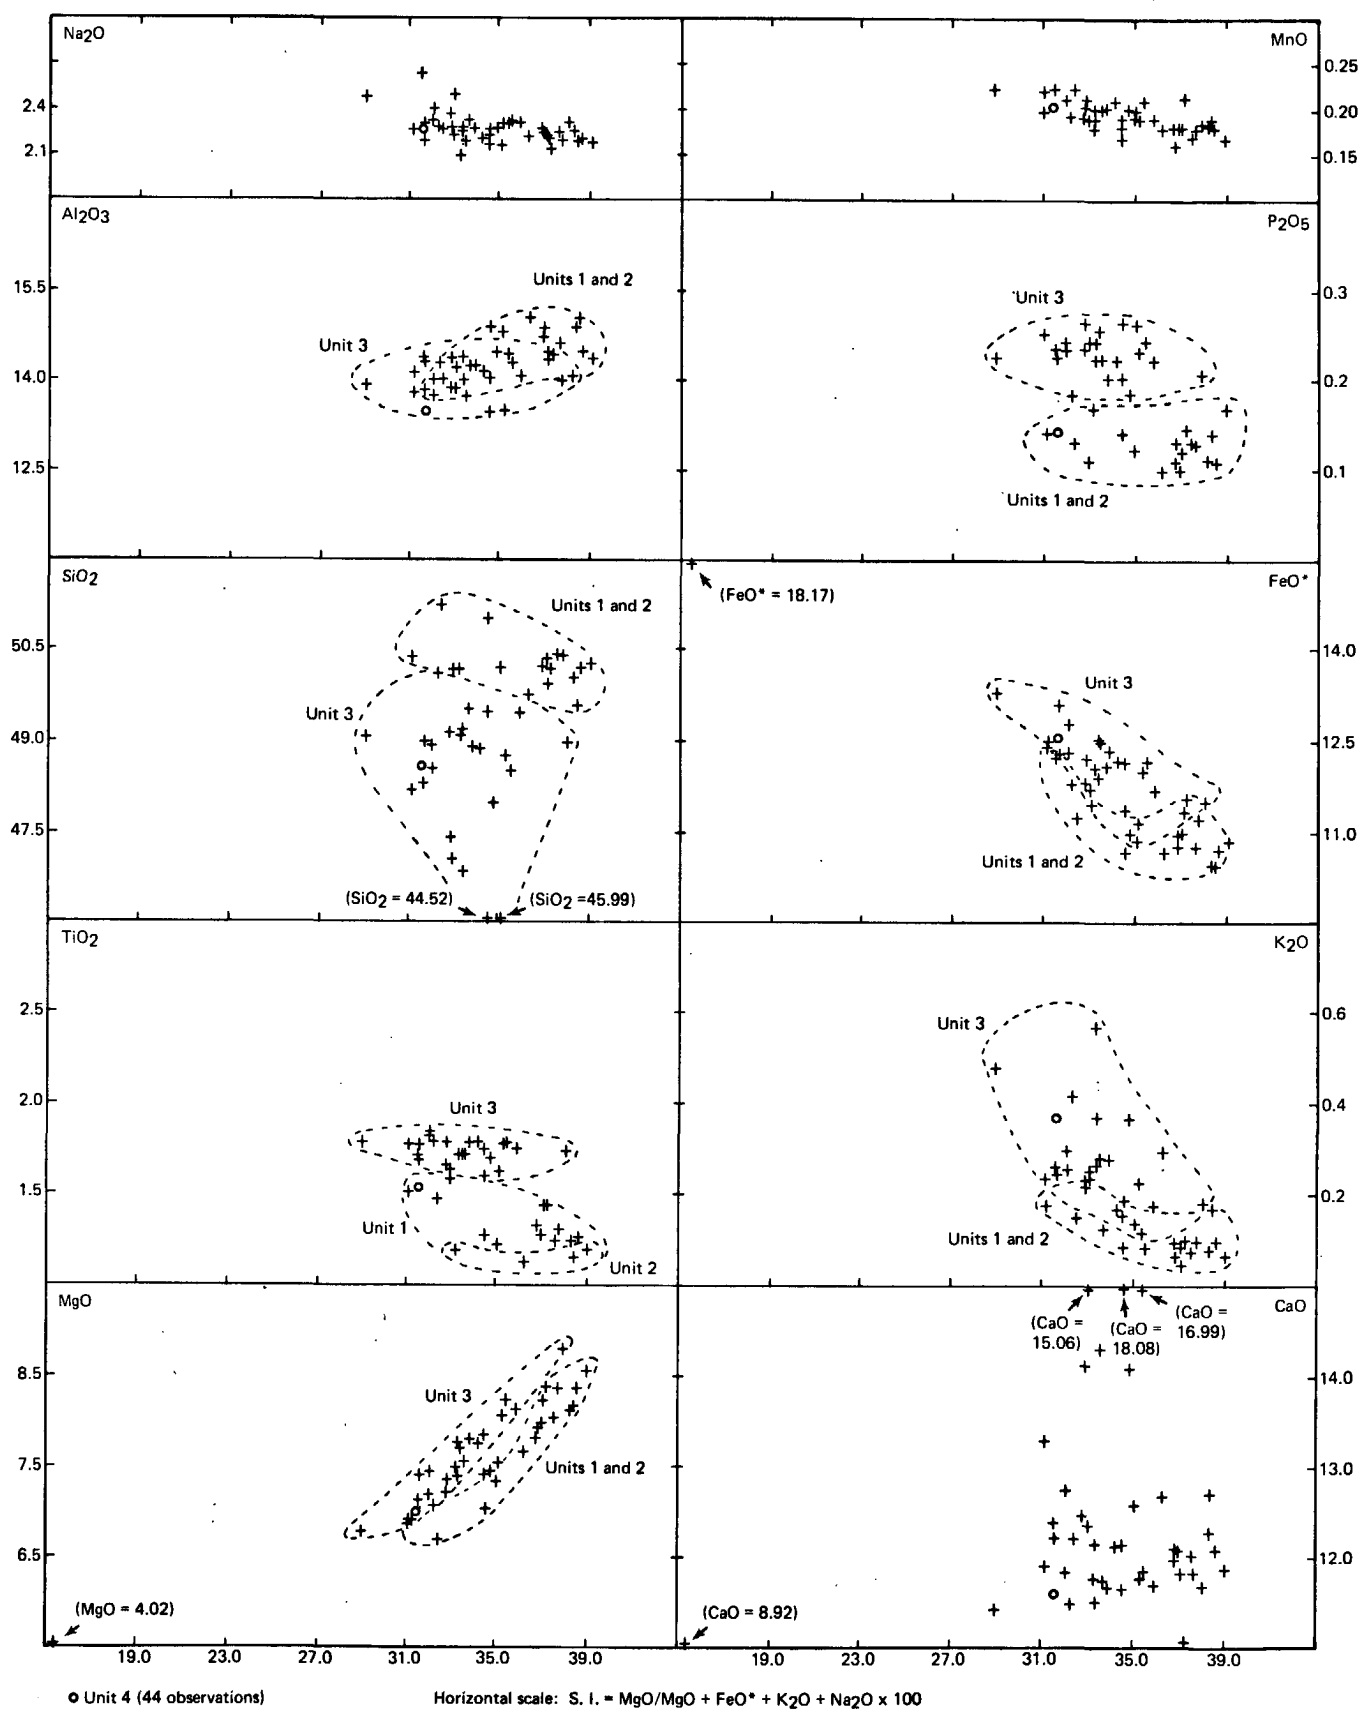 Na2O
MnO
2.4
2.1
0.25
0.20
0.15
Al2O3
P2O5
Units 1 and 2
Unit 3
15.5
14.0
12.5
Unit 3
Units 1 and 2
0.3
0.2
0.1
SiO2
FeO*
(FeO* = 18.17)
Units 1 and 2
Unit 3
50.5
49.0
47.5
(SiO2 = 44.52)
(SiO2 =45.99)
Unit 3
Units 1 and 2
14.0
12.5
11.0
TiO2
K2O
2.5
2.0
1.5
Unit 3
Unit 1
Unit 2
Unit 3
Units 1 and 2
0.6
0.4
0.2
MgO
CaO
8.5
7.5
6.5
Unit 3
Units 1 and 2
(MgO = 4.02)
(CaO =
15.06)
(CaO =
18.08)
(CaO =
16.99)
(CaO = 8.92)
14.0
13.0
12.0
19.0 23.0 27.0 31.0 35.0 39.0
19.0 23.0 27.0 31.0 35.0 39.0
Unit 4 (44 observations)
Horizontal scale: S. I. = MgO/MgO + FeO* + K2O + Na2O x 100